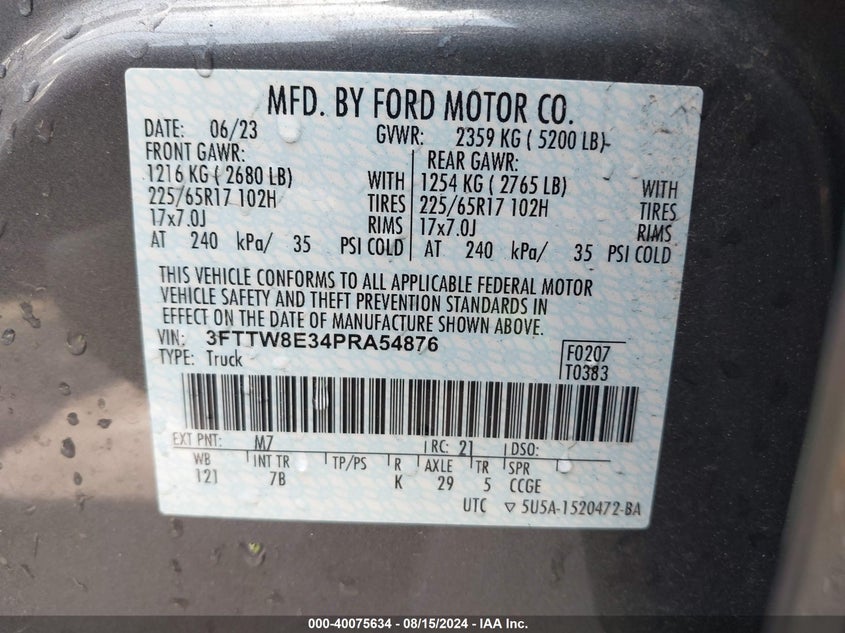 MFD. BY FORD MOTOR CO.
DATE: 06/23 GVWR: 2359 KG ( 5200 LB)
FRONT GAWR: REAR GAWR:
1216 KG ( 2680 LB) WITH 1254 KG ( 2765 LB) WITH
225/65R17 102H TIRES 225/65R17 102H TIRES
17x7.0J RIMS 17x7.0J RIMS
AT 240 kPa/ 35 PSI COLD AT 240 kPa/ 35 PSI COLD
THIS VEHICLE CONFORMS TO ALL APPLICABLE FEDERAL MOTOR
VEHICLE SAFETY AND THEFT PREVENTION STANDARDS IN
EFFECT ON THE DATE OF MANUFACTURE SHOWN ABOVE.
VIN: 3FTTW8E34PRA54876 F0207
TYPE: Truck T0383
EXT PNT: M7 RC: 21 DSO:
WB INT TR TP/PS R AXLE TR SPR
121 7B K 29 5 CCGE
UTC ▽ 5U5A-1520472-BA
000-40075634 - 08/15/2024 - IAA Inc.